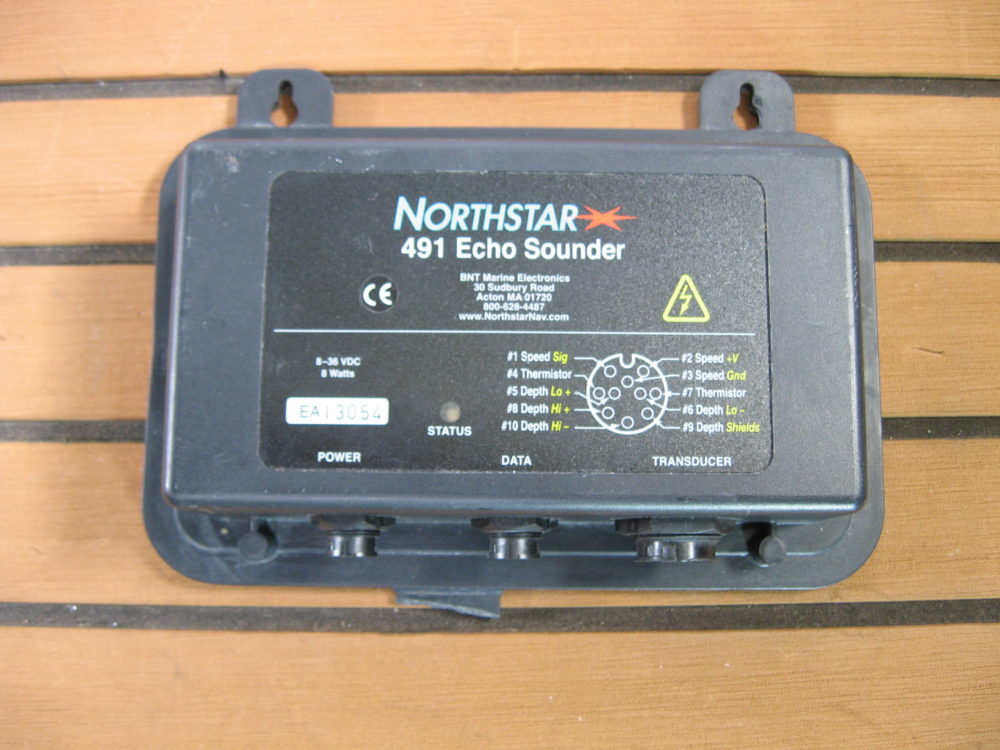 NORTHSTAR
491 Echo Sounder
BNT Marine Electronics
30 Sudbury Road
Acton MA 01720
800-628-4487
www.NorthstarNav.com
CE
8–36 VDC
8 Watts
EA13054
STATUS
#1 Speed Sig
#4 Thermistor
#5 Depth Lo +
#8 Depth Hi +
#10 Depth Hi –
#2 Speed +V
#3 Speed Gnd
#7 Thermistor
#6 Depth Lo –
#9 Depth Shields
POWER
DATA
TRANSDUCER